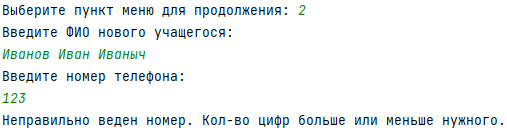 Выберите пункт меню для продолжения: 2
Введите ФИО нового учащегося:
Иванов Иван Иваныч
Введите номер телефона:
123
Неправильно веден номер. Кол-во цифр больше или меньше нужного.